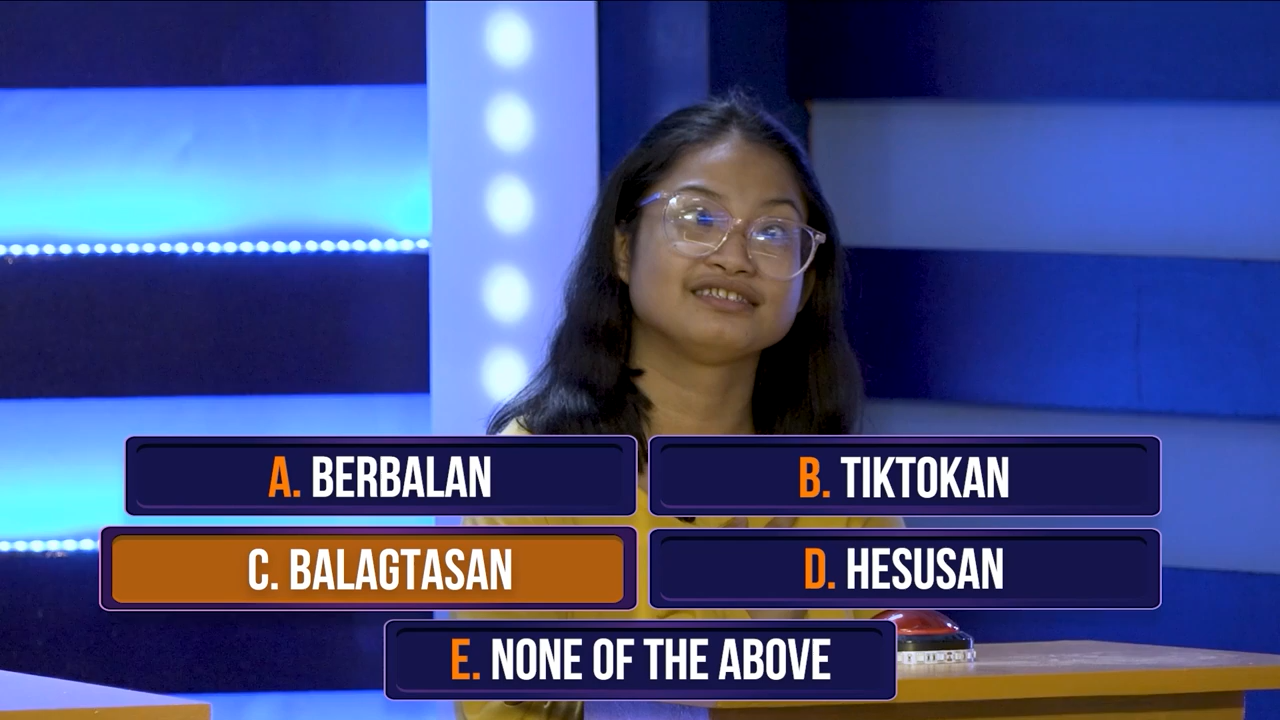 A. BERBALAN
B. TIKTOKAN
C. BALAGTASAN
D. HESUSAN
E. NONE OF THE ABOVE